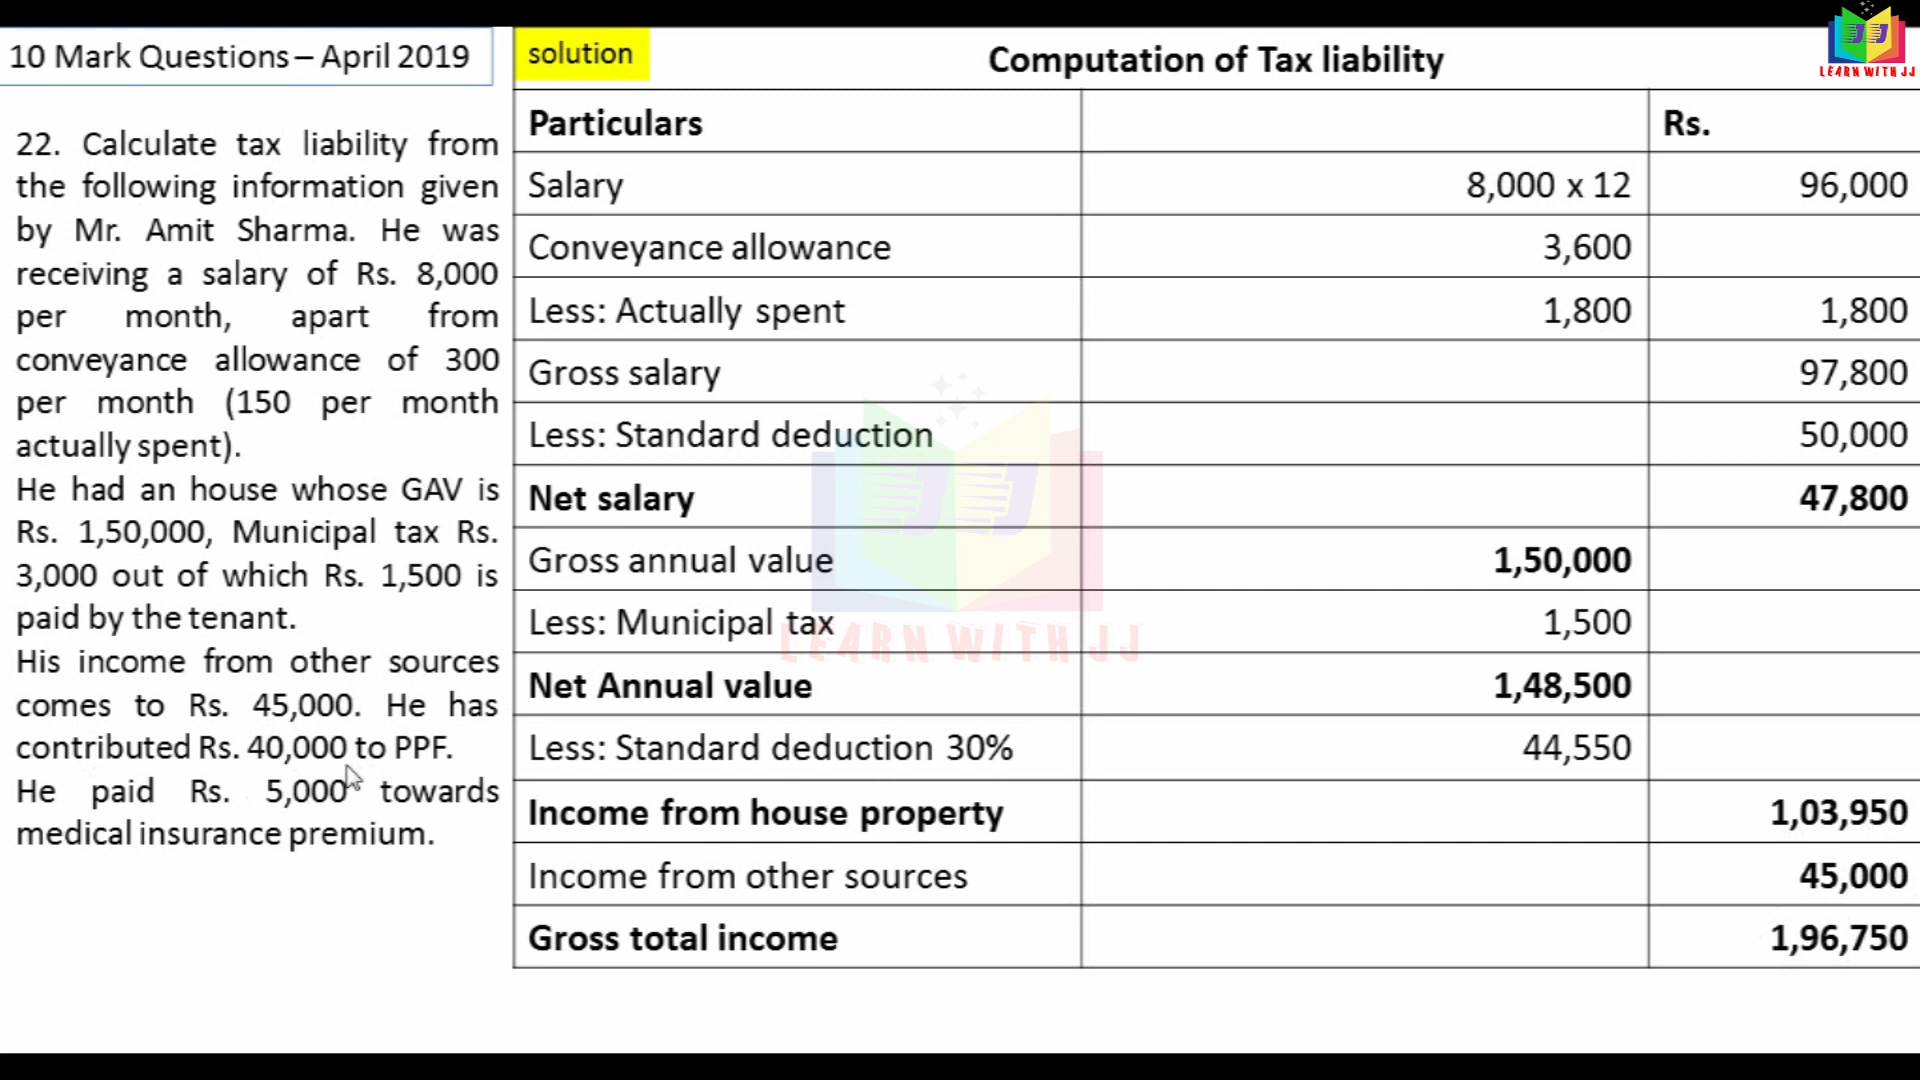 10 Mark Questions – April 2019
22. Calculate tax liability from
the following information given
by Mr. Amit Sharma. He was
receiving a salary of Rs. 8,000
per month, apart from
conveyance allowance of 300
per month (150 per month
actually spent).
He had an house whose GAV is
Rs. 1,50,000, Municipal tax Rs.
3,000 out of which Rs. 1,500 is
paid by the tenant.
His income from other sources
comes to Rs. 45,000. He has
contributed Rs. 40,000 to PPF.
He paid Rs. 5,000 towards
medical insurance premium.
solution
Computation of Tax liability
Particulars Rs.
Salary 8,000 x 12 96,000
Conveyance allowance 3,600
Less: Actually spent 1,800 1,800
Gross salary 97,800
Less: Standard deduction 50,000
Net salary 47,800
Gross annual value 1,50,000
Less: Municipal tax 1,500
Net Annual value 1,48,500
Less: Standard deduction 30% 44,550
Income from house property 1,03,950
Income from other sources 45,000
Gross total income 1,96,750
JJ
LEARN WITH JJ
JJ
LEARN WITH JJ